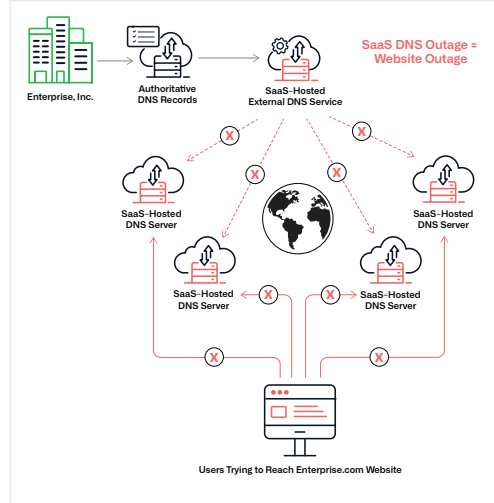 SaaS DNS Outage =
Website Outage
Enterprise, Inc.
Authoritative
DNS Records
SaaS-Hosted
External DNS Service
X
X
X
X
SaaS-Hosted
DNS Server
SaaS-Hosted
DNS Server
SaaS-Hosted
DNS Server
SaaS-Hosted
DNS Server
X
X
X
X
Users Trying to Reach Enterprise.com Website